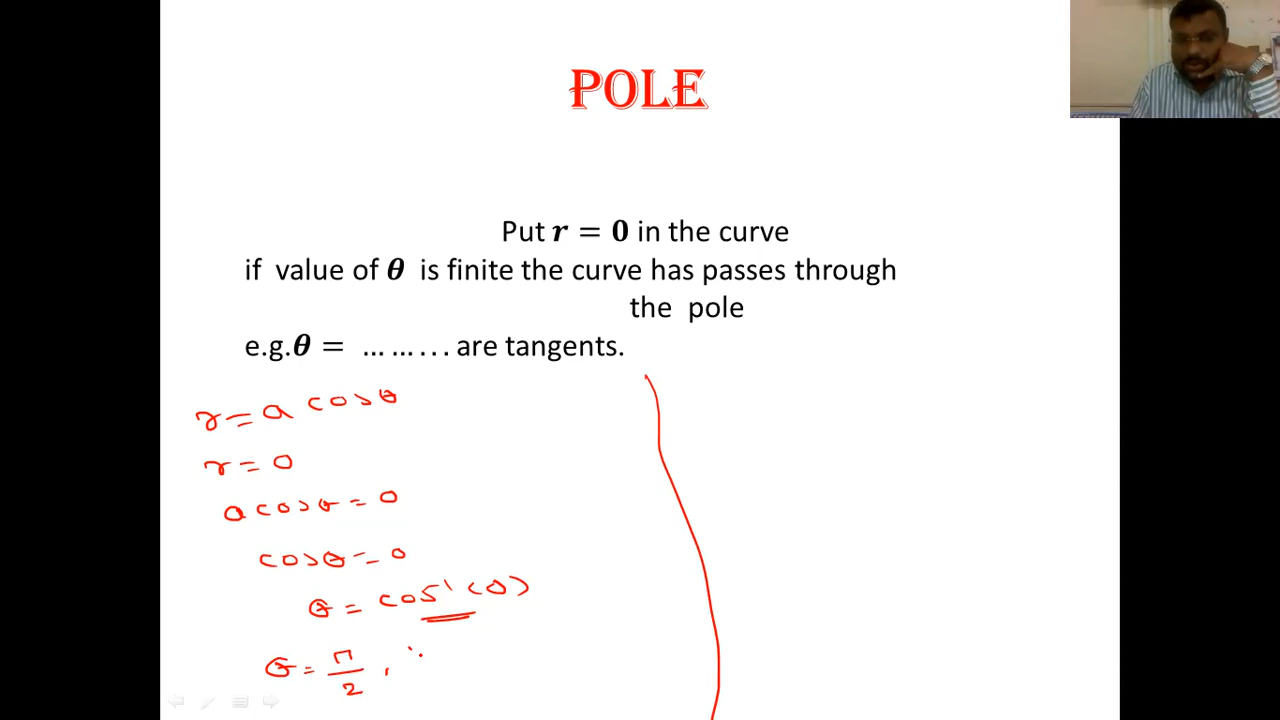 POLE
Put r = 0 in the curve
if value of θ is finite the curve has passes through
the pole
e.g.θ = … … . . . are tangents.
r = a cosθ
r = 0
a cosθ = 0
cosθ = 0
θ = cos⁻¹(0)
θ = π/2 ,